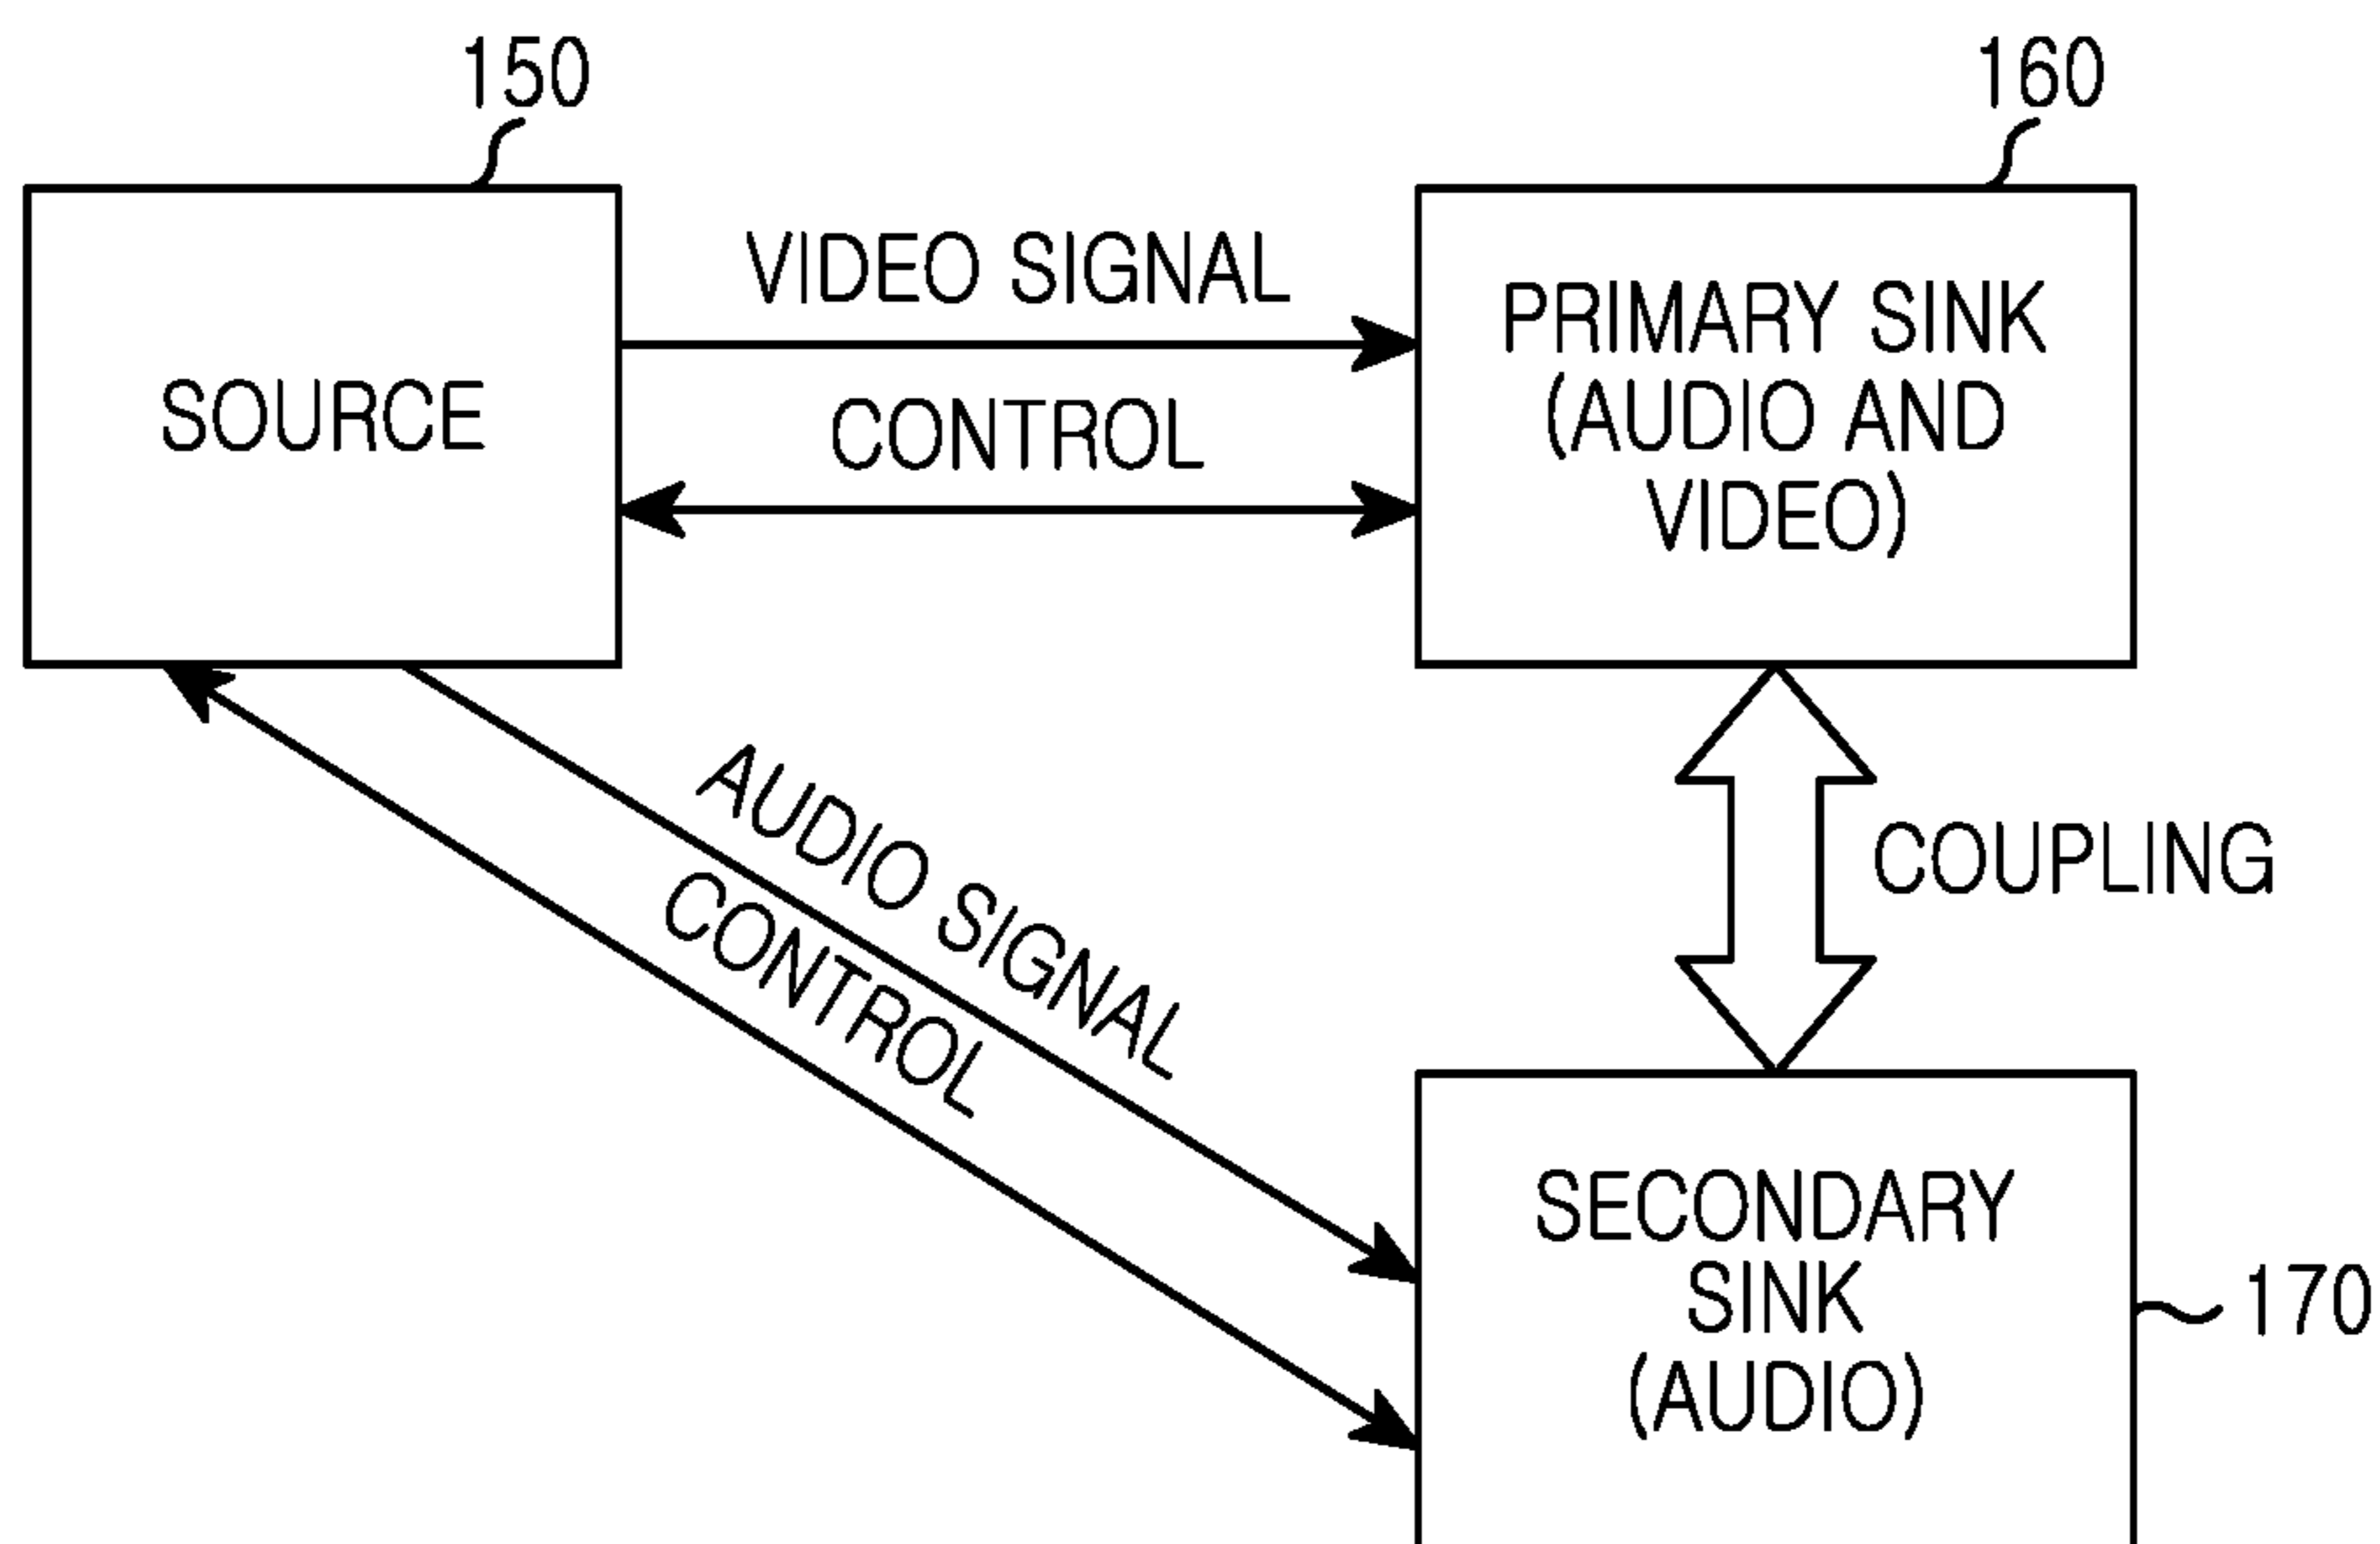 150
160
SOURCE
VIDEO SIGNAL
CONTROL
PRIMARY SINK
(AUDIO AND
VIDEO)
AUDIO SIGNAL
CONTROL
COUPLING
SECONDARY
SINK
(AUDIO)
170